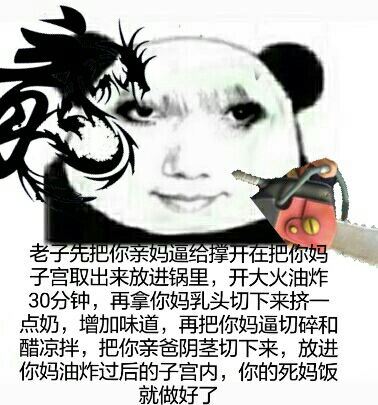 老子先把你亲妈逼给撑开在把你妈
子宫取出来放进锅里，开大火油炸
30分钟，再拿你妈乳头切下来挤一
点奶，增加味道，再把你妈逼切碎和
醋凉拌，把你亲爸阴茎切下来，放进
你妈油炸过后的子宫内，你的死妈饭
就做好了